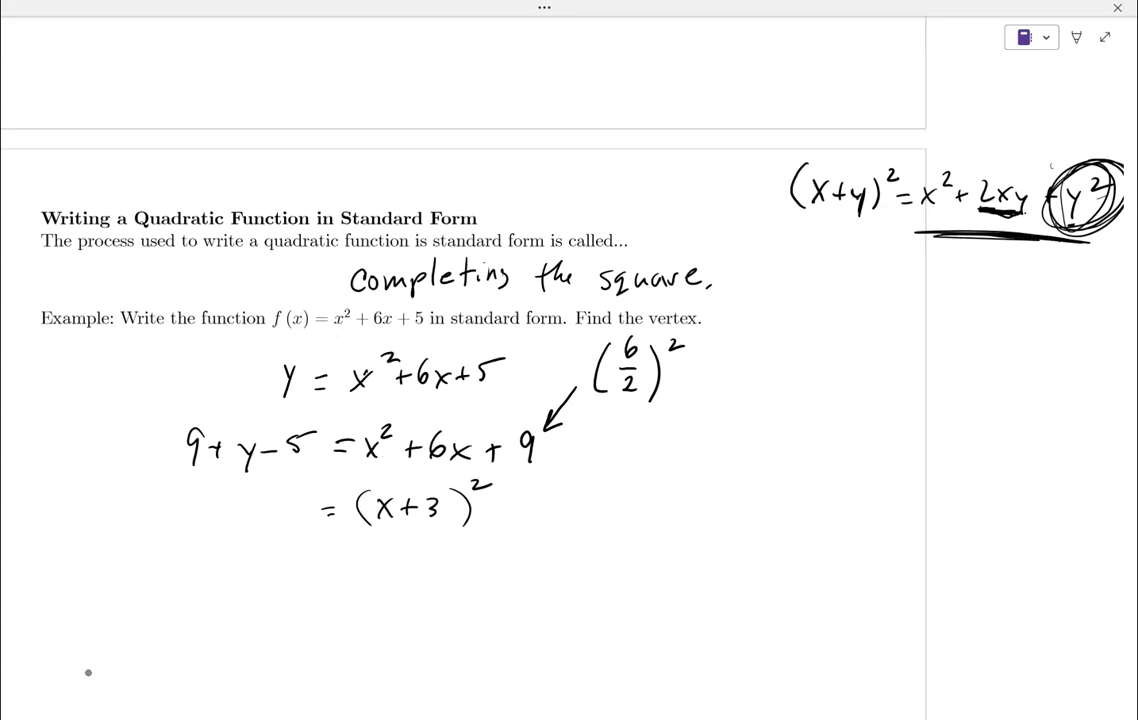 (x+y)² = x² + 2xy + y²
Writing a Quadratic Function in Standard Form
The process used to write a quadratic function is standard form is called...
completing the square.
Example: Write the function f (x) = x² + 6x + 5 in standard form. Find the vertex.
y = x²+6x+5 (6/2)²
9+ y-5 = x² +6x + 9
= (x+3)²